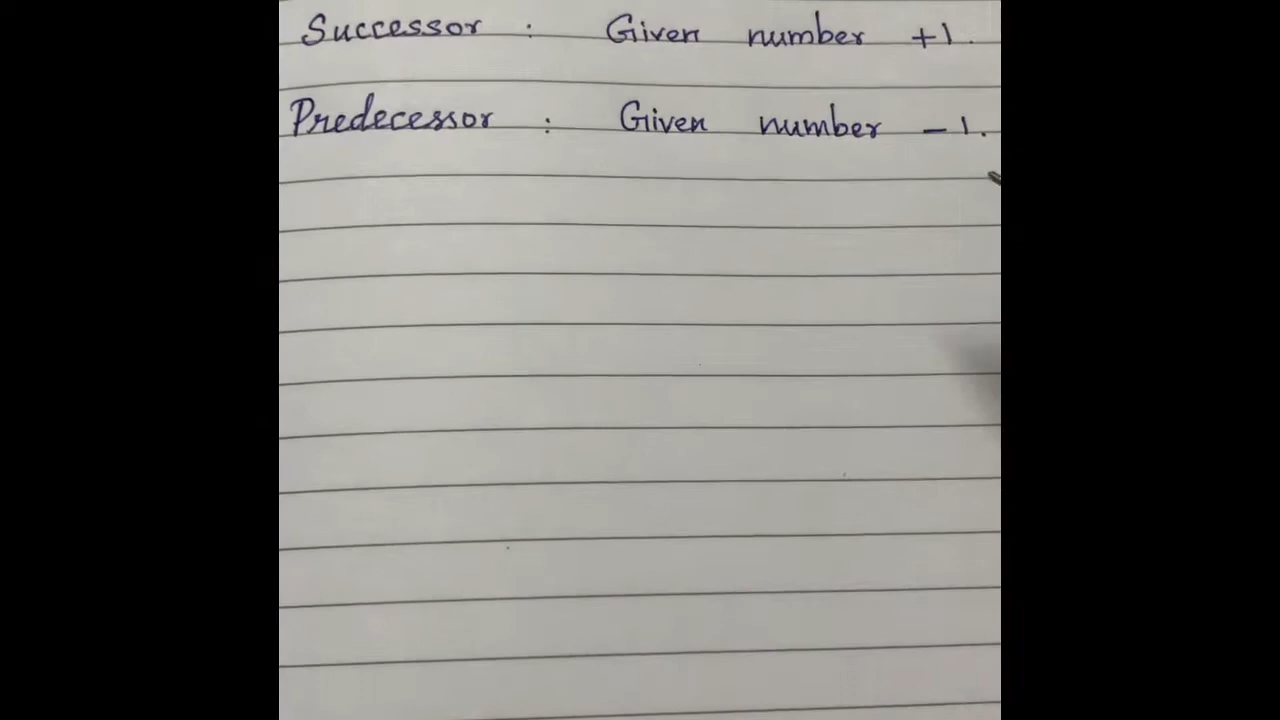 Successor : Given number +1.
Predecessor : Given number -1.